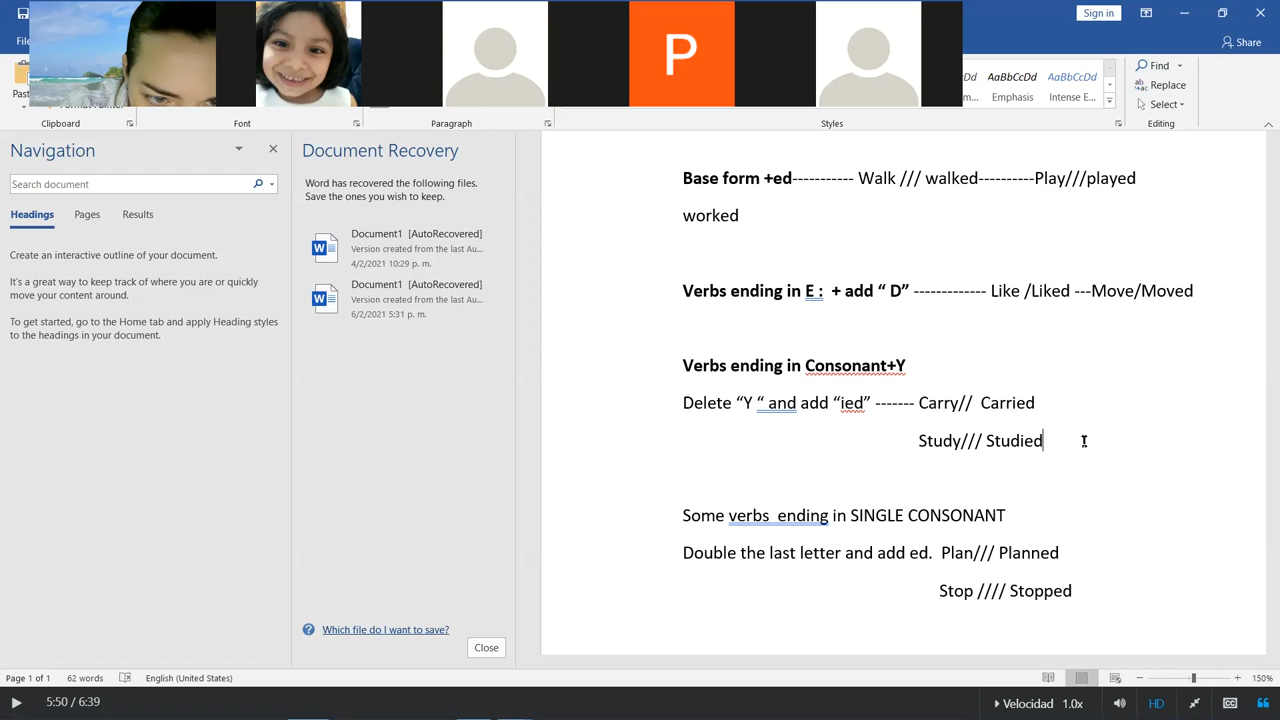 Sign in
File
Share
P
Past
Format Painter
Dd AaBbCcDd AaBbCcDd
m... Emphasis Intense E...
Find
Replace
Select
Clipboard Font Paragraph Styles Editing
Navigation
Search document
Headings Pages Results
Create an interactive outline of your document.
It's a great way to keep track of where you are or quickly
move your content around.
To get started, go to the Home tab and apply Heading styles
to the headings in your document.
Document Recovery
Word has recovered the following files.
Save the ones you wish to keep.
Document1 [AutoRecovered]
Version created from the last Au...
4/2/2021 10:29 p. m.
Document1 [AutoRecovered]
Version created from the last Au...
6/2/2021 5:31 p. m.
Which file do I want to save?
Close
Base form +ed----------- Walk /// walked----------Play///played
worked
Verbs ending in E : + add “ D” ------------- Like /Liked ---Move/Moved
Verbs ending in Consonant+Y
Delete “Y “ and add “ied” ------- Carry// Carried
Study/// Studied
Some verbs ending in SINGLE CONSONANT
Double the last letter and add ed. Plan/// Planned
Stop //// Stopped
Page 1 of 1 62 words English (United States) 150%
5:50 / 6:39 Velocidad 1.0x HD CC